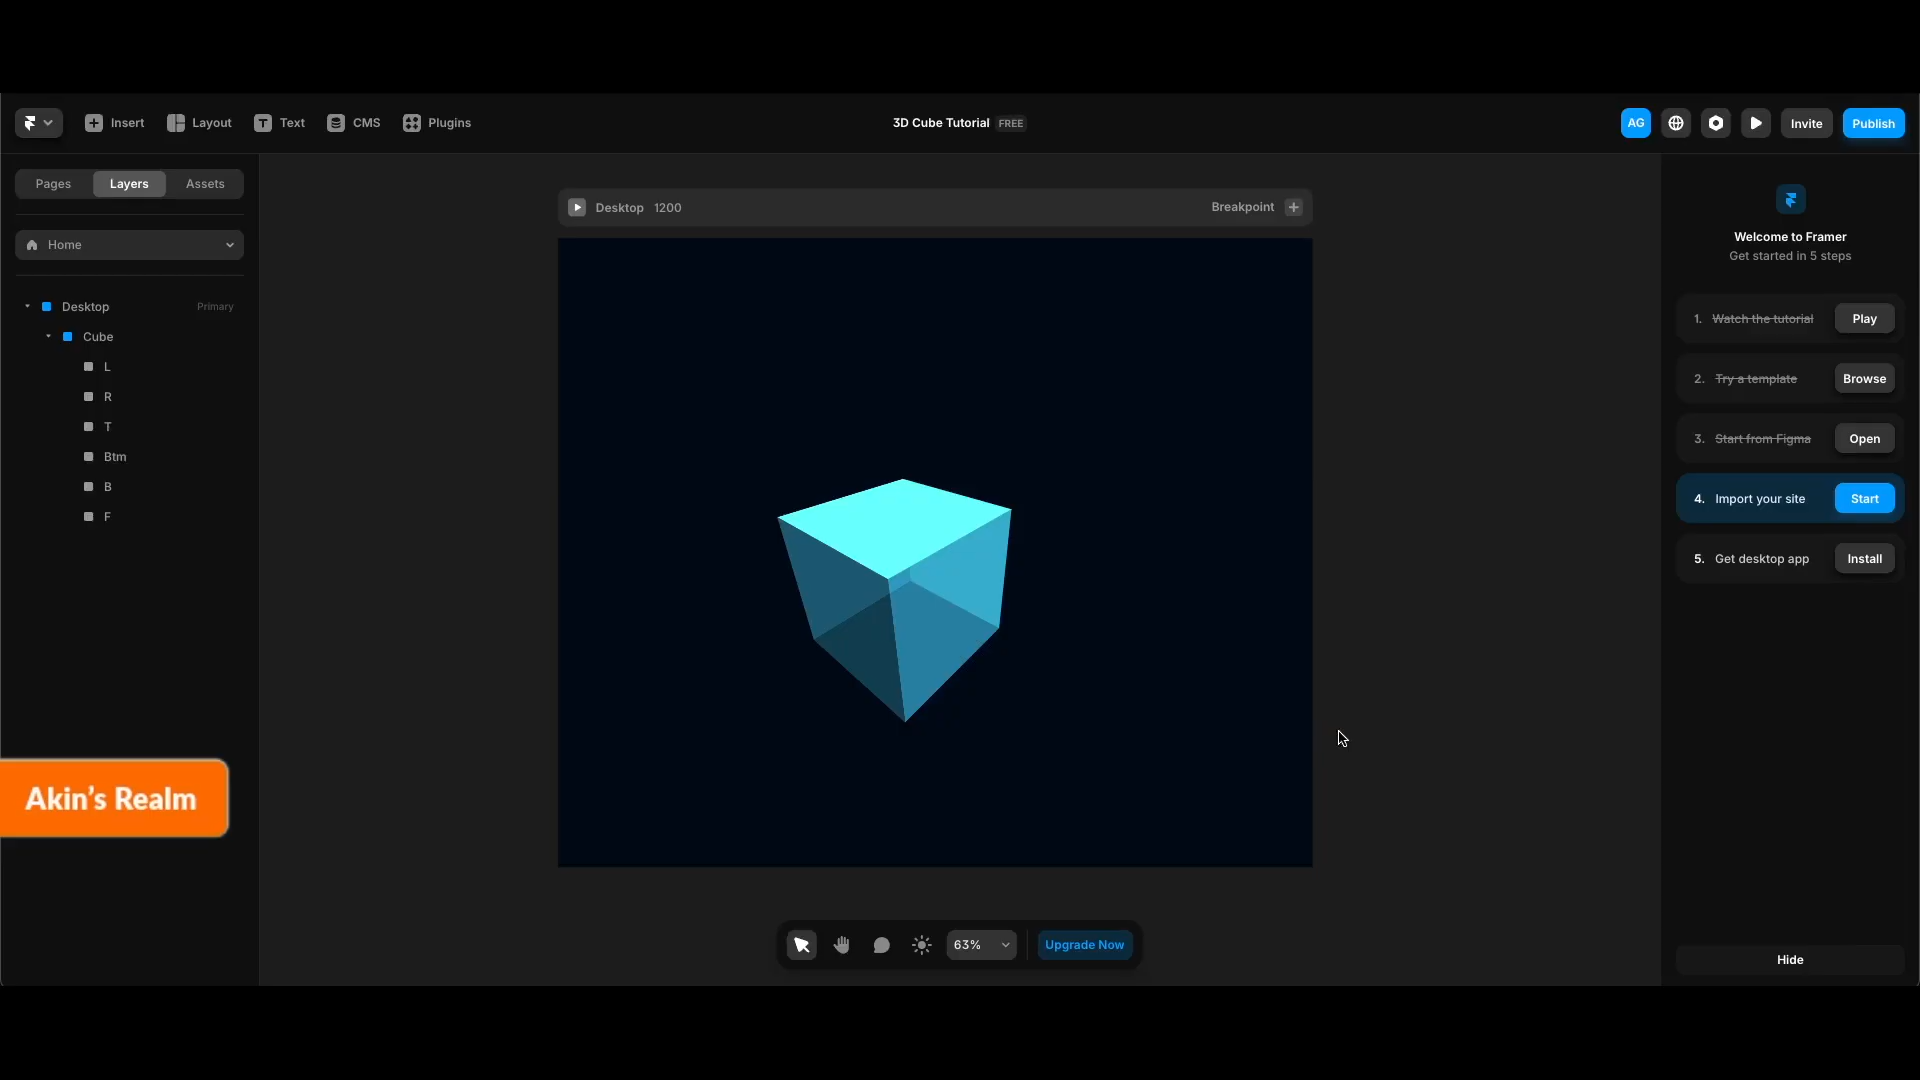 Insert
Layout
Text
CMS
Plugins
3D Cube Tutorial FREE
AG
Invite
Publish
Pages
Layers
Assets
Home
Desktop Primary
Cube
L
R
T
Btm
B
F
Akin's Realm
Desktop 1200
Breakpoint
63%
Upgrade Now
Welcome to Framer
Get started in 5 steps
1. Watch the tutorial Play
2. Try a template Browse
3. Start from Figma Open
4. Import your site Start
5. Get desktop app Install
Hide